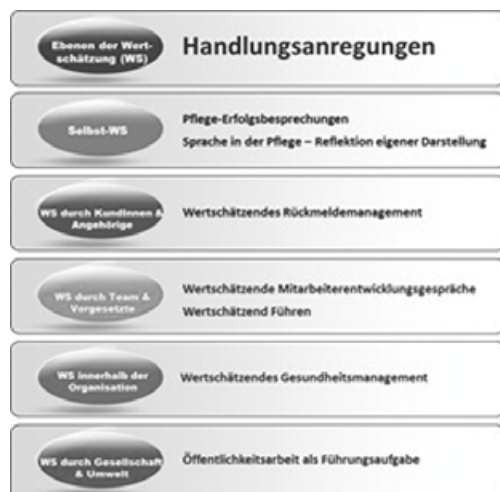 Ebenen der Wert-
schätzung (WS)
Handlungsanregungen
Selbst-WS
Pflege-Erfolgsbesprechungen
Sprache in der Pflege – Reflektion eigener Darstellung
WS durch KundInnen &
Angehörige
Wertschätzendes Rückmeldemanagement
WS durch Team &
Vorgesetzte
Wertschätzende Mitarbeiterentwicklungsgespräche
Wertschätzend Führen
WS innerhalb der
Organisation
Wertschätzendes Gesundheitsmanagement
WS durch Gesellschaft
& Umwelt
Öffentlichkeitsarbeit als Führungsaufgabe